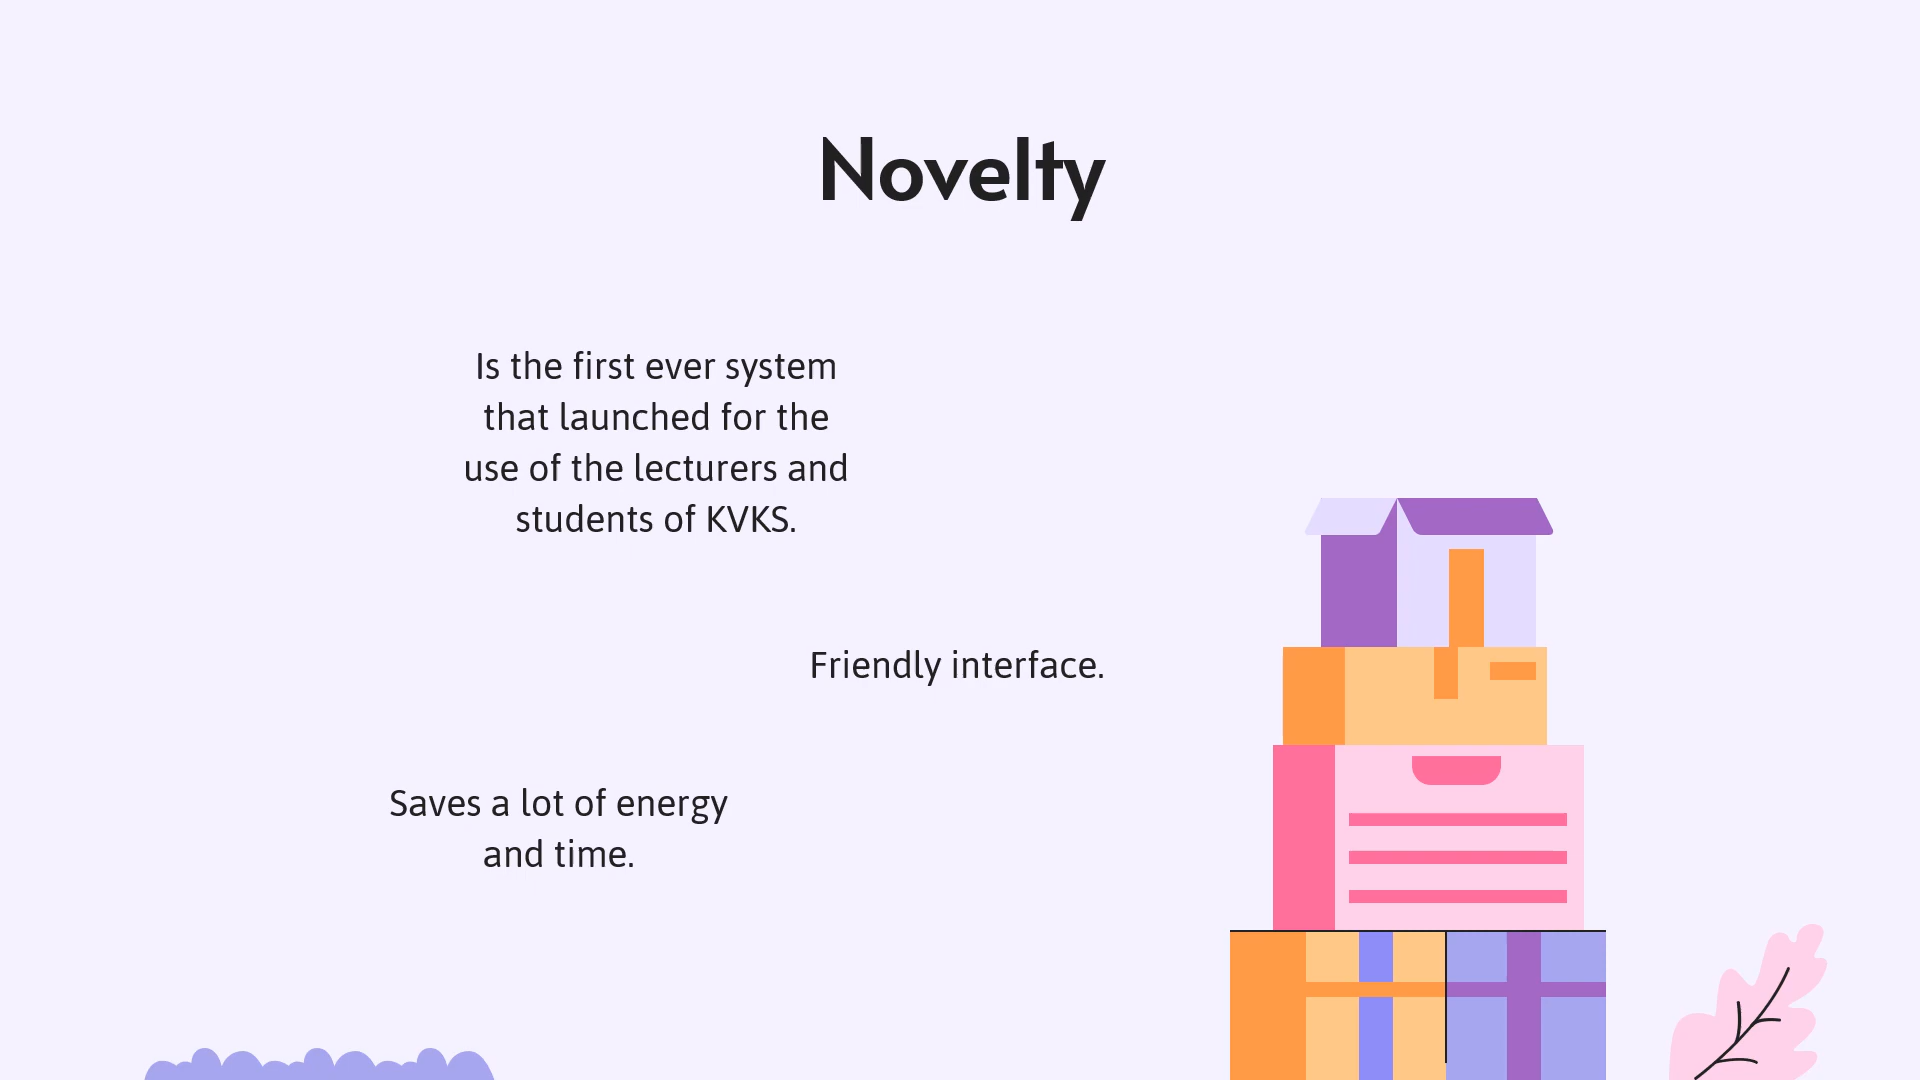 Novelty
Is the first ever system
that launched for the
use of the lecturers and
students of KVKS.
Friendly interface.
Saves a lot of energy
and time.